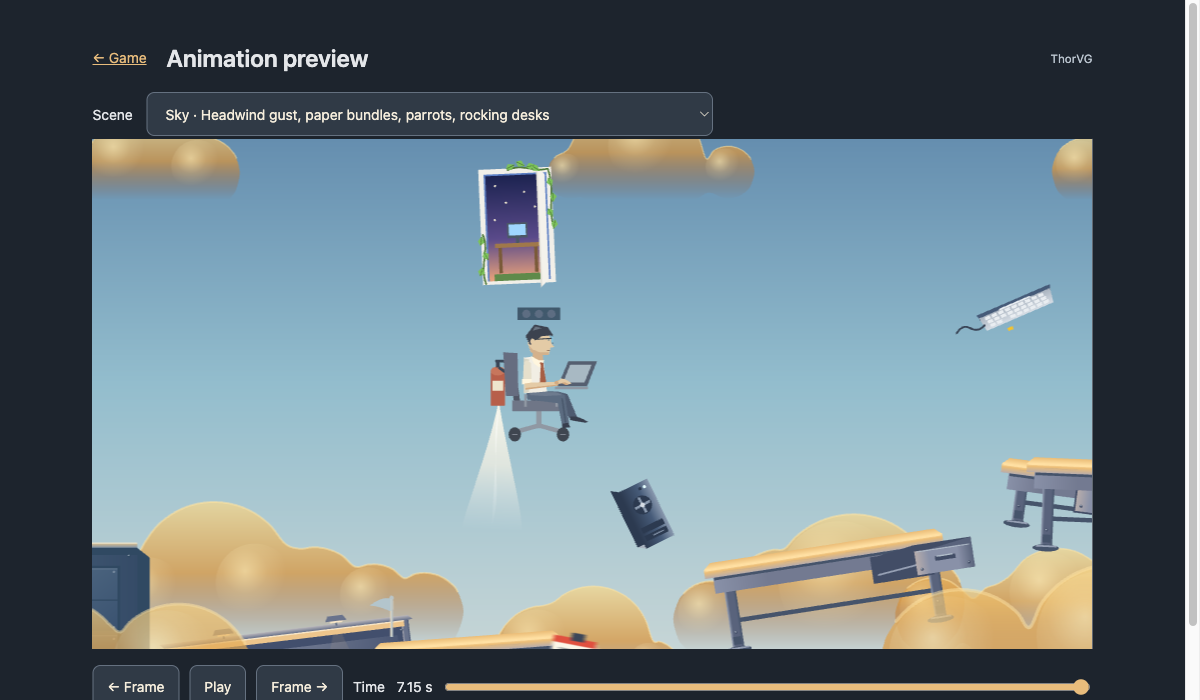 ← Game
Animation preview
ThorVG
Scene
Sky · Headwind gust, paper bundles, parrots, rocking desks
← Frame
Play
Frame →
Time
7.15 s